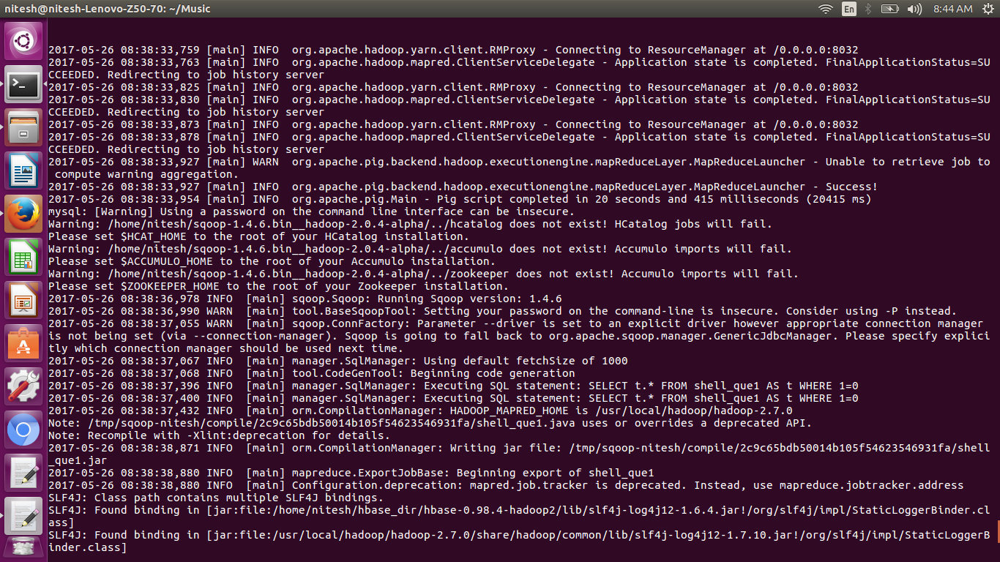 nitesh@nitesh-Lenovo-Z50-70: ~/Music
En
8:44 AM
2017-05-26 08:38:33,759 [main] INFO  org.apache.hadoop.yarn.client.RMProxy - Connecting to ResourceManager at /0.0.0.0:8032
2017-05-26 08:38:33,763 [main] INFO  org.apache.hadoop.mapred.ClientServiceDelegate - Application state is completed. FinalApplicationStatus=SU
CCEEDED. Redirecting to job history server
2017-05-26 08:38:33,825 [main] INFO  org.apache.hadoop.yarn.client.RMProxy - Connecting to ResourceManager at /0.0.0.0:8032
2017-05-26 08:38:33,830 [main] INFO  org.apache.hadoop.mapred.ClientServiceDelegate - Application state is completed. FinalApplicationStatus=SU
CCEEDED. Redirecting to job history server
2017-05-26 08:38:33,873 [main] INFO  org.apache.hadoop.yarn.client.RMProxy - Connecting to ResourceManager at /0.0.0.0:8032
2017-05-26 08:38:33,878 [main] INFO  org.apache.hadoop.mapred.ClientServiceDelegate - Application state is completed. FinalApplicationStatus=SU
CCEEDED. Redirecting to job history server
2017-05-26 08:38:33,927 [main] WARN  org.apache.pig.backend.hadoop.executionengine.mapReduceLayer.MapReduceLauncher - Unable to retrieve job to
 compute warning aggregation.
2017-05-26 08:38:33,927 [main] INFO  org.apache.pig.backend.hadoop.executionengine.mapReduceLayer.MapReduceLauncher - Success!
2017-05-26 08:38:33,954 [main] INFO  org.apache.pig.Main - Pig script completed in 20 seconds and 415 milliseconds (20415 ms)
mysql: [Warning] Using a password on the command line interface can be insecure.
Warning: /home/nitesh/sqoop-1.4.6.bin__hadoop-2.0.4-alpha/../hcatalog does not exist! HCatalog jobs will fail.
Please set $HCAT_HOME to the root of your HCatalog installation.
Warning: /home/nitesh/sqoop-1.4.6.bin__hadoop-2.0.4-alpha/../accumulo does not exist! Accumulo imports will fail.
Please set $ACCUMULO_HOME to the root of your Accumulo installation.
Warning: /home/nitesh/sqoop-1.4.6.bin__hadoop-2.0.4-alpha/../zookeeper does not exist! Accumulo imports will fail.
Please set $ZOOKEEPER_HOME to the root of your Zookeeper installation.
2017-05-26 08:38:36,978 INFO  [main] sqoop.Sqoop: Running Sqoop version: 1.4.6
2017-05-26 08:38:36,990 WARN  [main] tool.BaseSqoopTool: Setting your password on the command-line is insecure. Consider using -P instead.
2017-05-26 08:38:37,055 WARN  [main] sqoop.ConnFactory: Parameter --driver is set to an explicit driver however appropriate connection manager
is not being set (via --connection-manager). Sqoop is going to fall back to org.apache.sqoop.manager.GenericJdbcManager. Please specify explici
tly which connection manager should be used next time.
2017-05-26 08:38:37,067 INFO  [main] manager.SqlManager: Using default fetchSize of 1000
2017-05-26 08:38:37,068 INFO  [main] tool.CodeGenTool: Beginning code generation
2017-05-26 08:38:37,396 INFO  [main] manager.SqlManager: Executing SQL statement: SELECT t.* FROM shell_que1 AS t WHERE 1=0
2017-05-26 08:38:37,400 INFO  [main] manager.SqlManager: Executing SQL statement: SELECT t.* FROM shell_que1 AS t WHERE 1=0
2017-05-26 08:38:37,432 INFO  [main] orm.CompilationManager: HADOOP_MAPRED_HOME is /usr/local/hadoop/hadoop-2.7.0
Note: /tmp/sqoop-nitesh/compile/2c9c65bdb50014b105f54623546931fa/shell_que1.java uses or overrides a deprecated API.
Note: Recompile with -Xlint:deprecation for details.
2017-05-26 08:38:38,871 INFO  [main] orm.CompilationManager: Writing jar file: /tmp/sqoop-nitesh/compile/2c9c65bdb50014b105f54623546931fa/shell
_que1.jar
2017-05-26 08:38:38,880 INFO  [main] mapreduce.ExportJobBase: Beginning export of shell_que1
2017-05-26 08:38:38,880 INFO  [main] Configuration.deprecation: mapred.job.tracker is deprecated. Instead, use mapreduce.jobtracker.address
SLF4J: Class path contains multiple SLF4J bindings.
SLF4J: Found binding in [jar:file:/home/nitesh/hbase_dir/hbase-0.98.4-hadoop2/lib/slf4j-log4j12-1.6.4.jar!/org/slf4j/impl/StaticLoggerBinder.cl
ass]
SLF4J: Found binding in [jar:file:/usr/local/hadoop/hadoop-2.7.0/share/hadoop/common/lib/slf4j-log4j12-1.7.10.jar!/org/slf4j/impl/StaticLoggerB
inder.class]